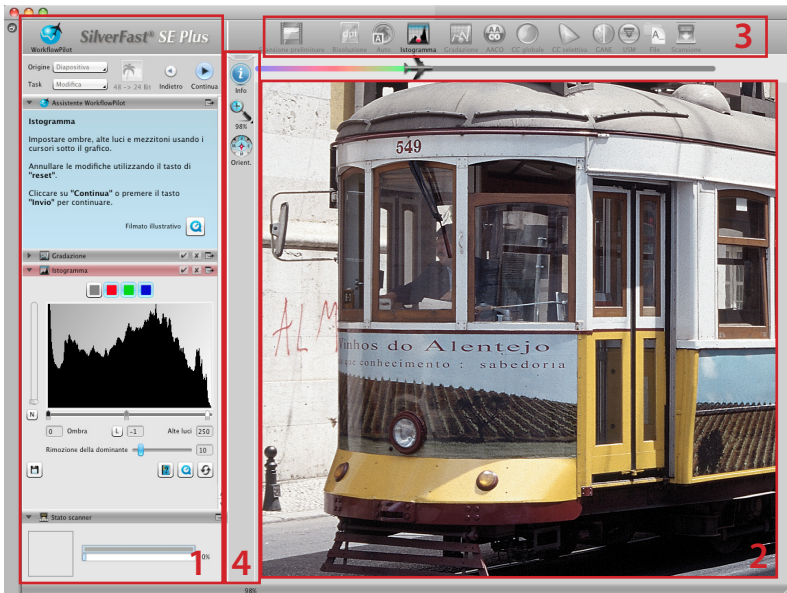 SilverFast® SE Plus
WorkflowPilot
Origine Diapositiva
Task Modifica
48 -> 24 Bit
Indietro
Continua
Assistente WorkflowPilot
Istogramma
Impostare ombre, alte luci e mezzitoni usando i
cursori sotto il grafico.
Annullare le modifiche utilizzando il tasto di
"reset".
Cliccare su "Continua" o premere il tasto
"Invio" per continuare.
Filmato illustrativo
Gradazione
Istogramma
N
0 Ombra L -1 Alte luci 250
Rimozione della dominante 10
Stato scanner
0%
1
Info
98%
Orient.
4
Risoluzione
Auto
Istogramma
Gradazione
AACO
CC globale
CC selettiva
GANE
USM
File
Scansione
3
549
ALM
Vinhos do Alentejo
conhecimento : sabedoria
2
98%